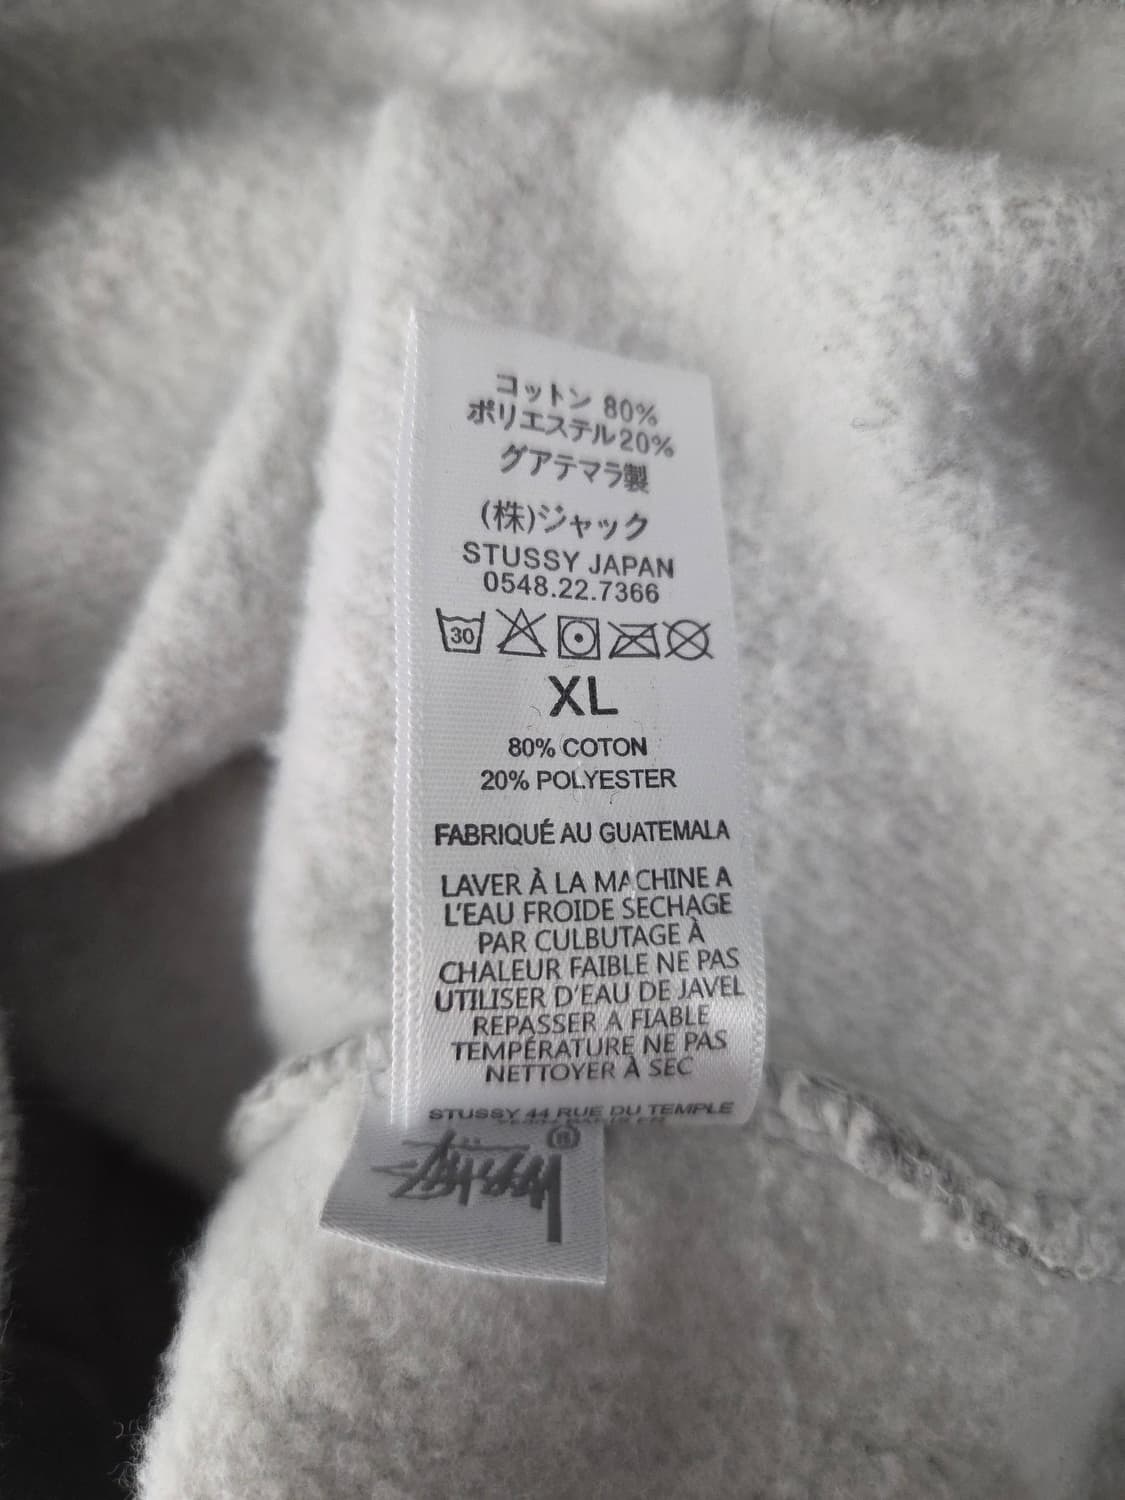 コットン 80%
ポリエステル20%
グアテマラ製
(株)ジャック
STUSSY JAPAN
0548.22.7366
30
XL
80% COTON
20% POLYESTER
FABRIQUÉ AU GUATEMALA
LAVER À LA MACHINE A
L'EAU FROIDE SECHAGE
PAR CULBUTAGE À
CHALEUR FAIBLE NE PAS
UTILISER D'EAU DE JAVEL
REPASSER A FIABLE
TEMPÉRATURE NE PAS
NETTOYER À SEC
STUSSY 44 RUE DU TEMPLE
Stüssy ®